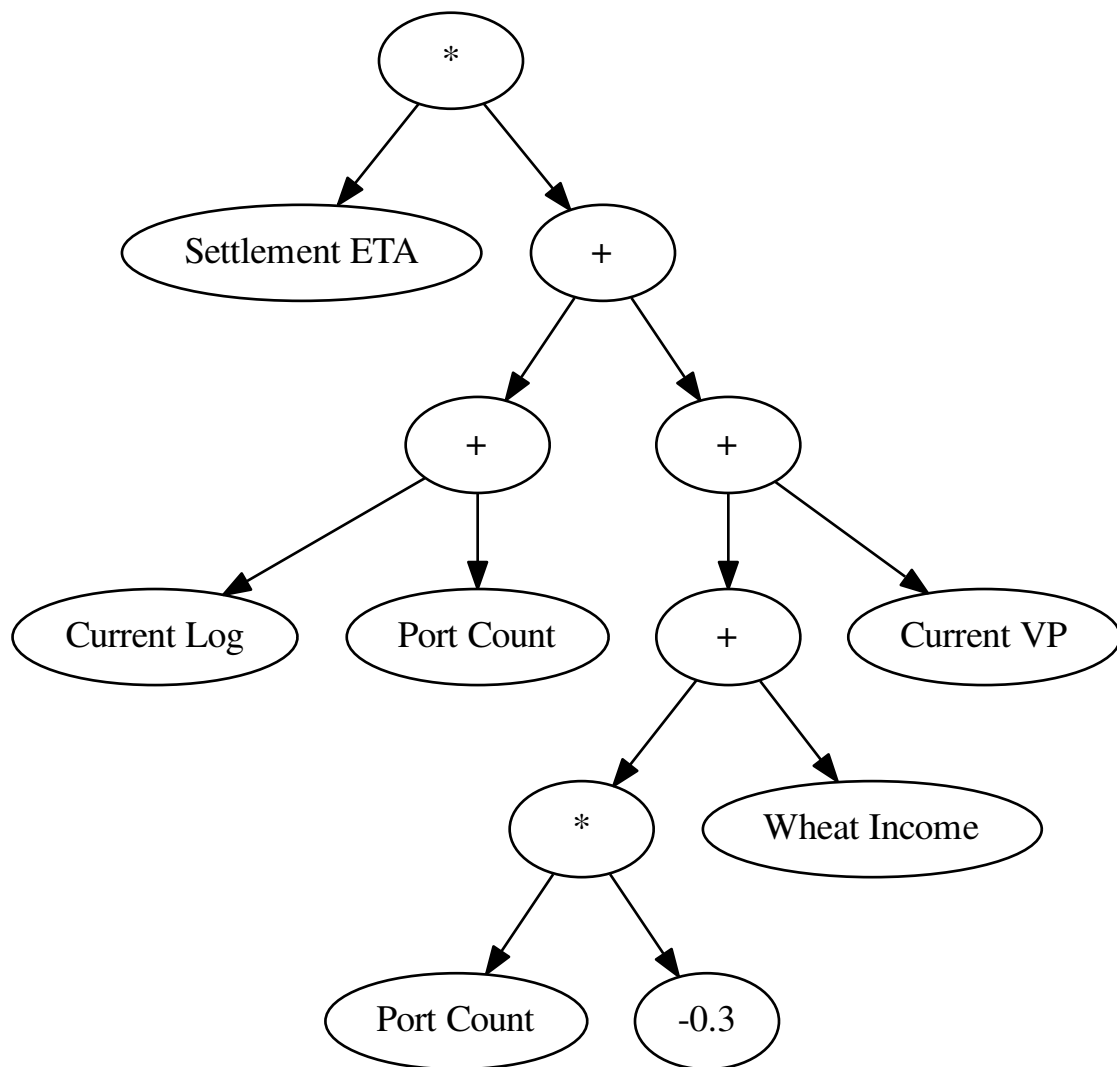 *
Settlement ETA
+
+
+
Current Log
Port Count
+
Current VP
*
Wheat Income
Port Count
-0.3